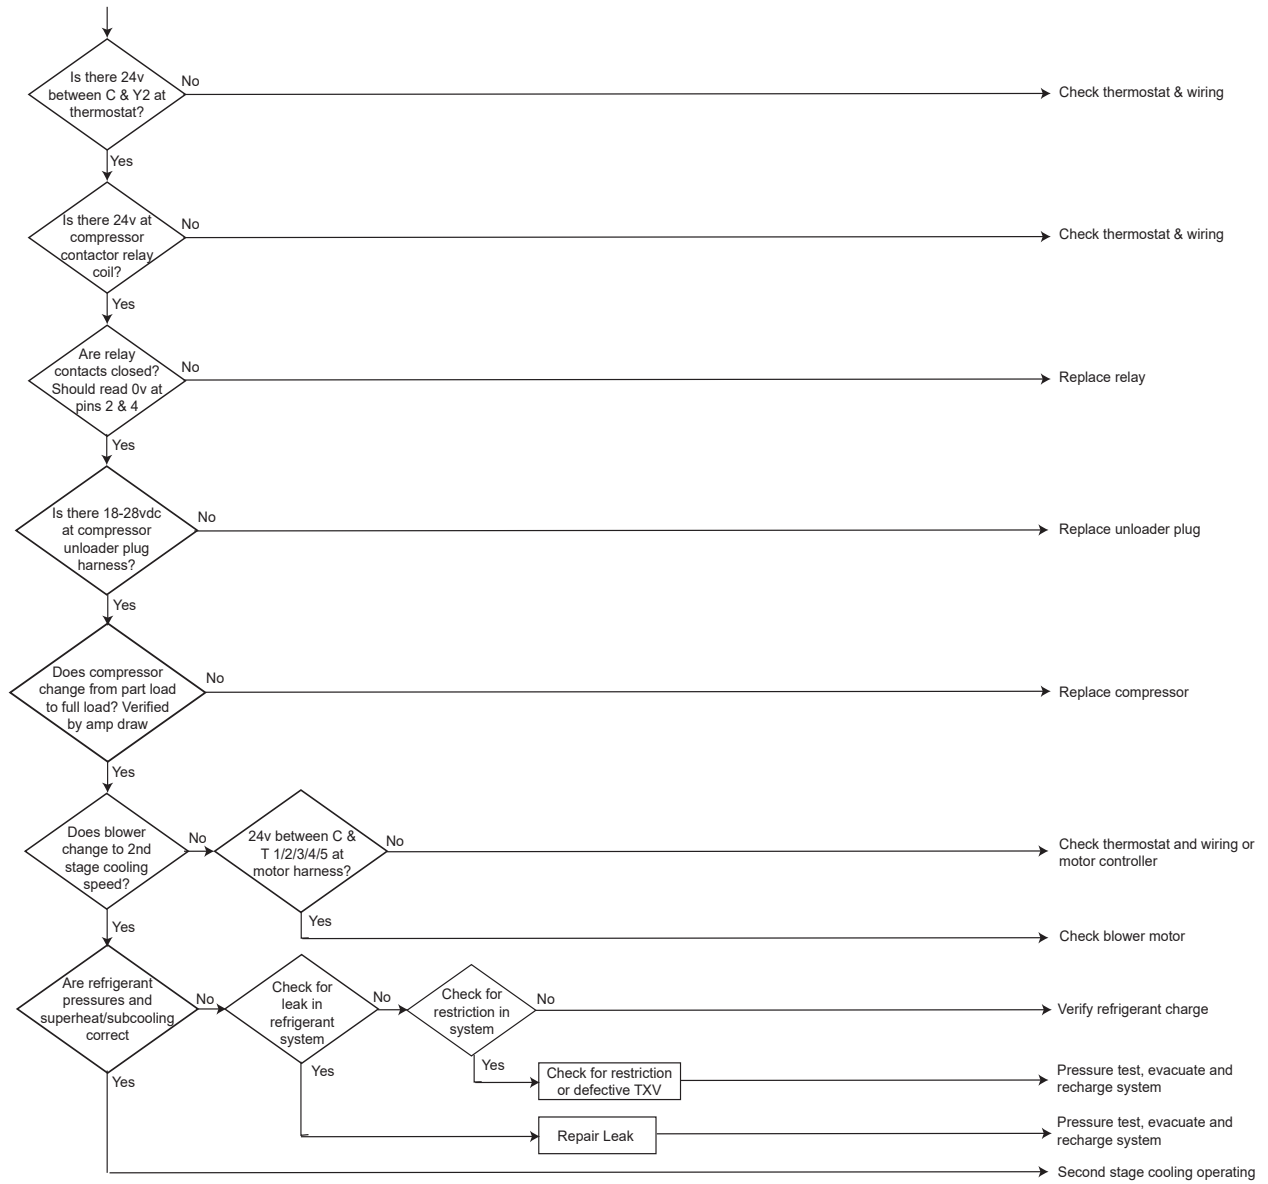 Is there 24v
between C & Y2 at
thermostat?
No
Check thermostat & wiring
Yes
Is there 24v at
compressor
contactor relay
coil?
No
Check thermostat & wiring
Yes
Are relay
contacts closed?
Should read 0v at
pins 2 & 4
No
Replace relay
Yes
Is there 18-28vdc
at compressor
unloader plug
harness?
No
Replace unloader plug
Yes
Does compressor
change from part load
to full load? Verified
by amp draw
No
Replace compressor
Yes
Does blower
change to 2nd
stage cooling
speed?
No
24v between C &
T 1/2/3/4/5 at
motor harness?
No
Check thermostat and wiring or
motor controller
Yes
Check blower motor
Yes
Are refrigerant
pressures and
superheat/subcooling
correct
No
Check for
leak in
refrigerant
system
No
Check for
restriction in
system
No
Verify refrigerant charge
Yes
Check for restriction
or defective TXV
Pressure test, evacuate and
recharge system
Yes
Repair Leak
Pressure test, evacuate and
recharge system
Yes
Second stage cooling operating